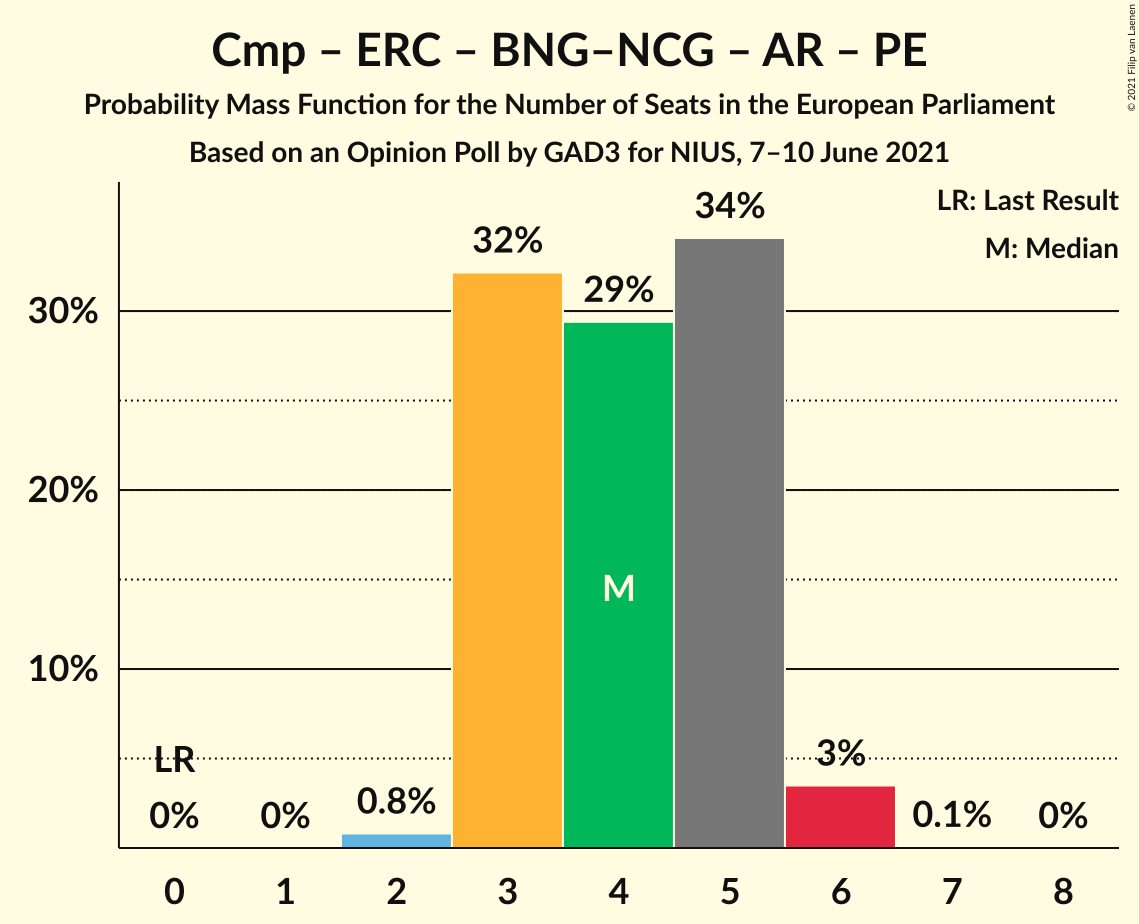 Cmp – ERC – BNG–NCG – AR – PE
Probability Mass Function for the Number of Seats in the European Parliament
Based on an Opinion Poll by GAD3 for NIUS, 7–10 June 2021
© 2021 Filip van Laenen
LR: Last Result
M: Median
34%
32%
29%
30%
20%
10%
M
LR
0%
0%
0.8%
3%
0.1%
0%
0 1 2 3 4 5 6 7 8